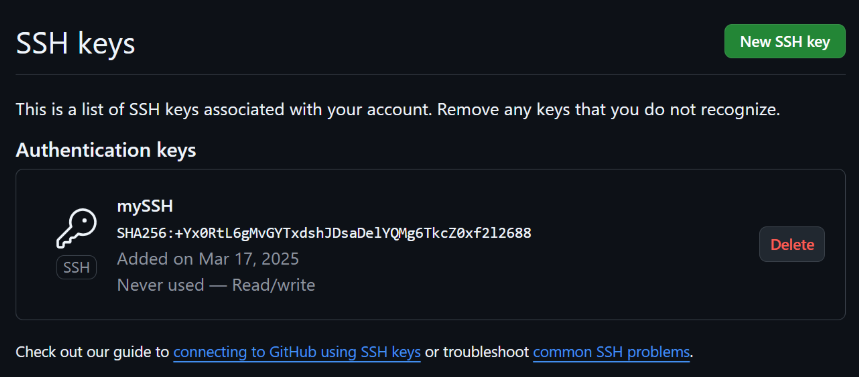 SSH keys
New SSH key
This is a list of SSH keys associated with your account. Remove any keys that you do not recognize.
Authentication keys
mySSH
SHA256:+Yx0RtL6gMvGYTxdshJDsaDelYQMg6TkcZ0xf2l2688
Added on Mar 17, 2025
Never used — Read/write
SSH
Delete
Check out our guide to connecting to GitHub using SSH keys or troubleshoot common SSH problems.